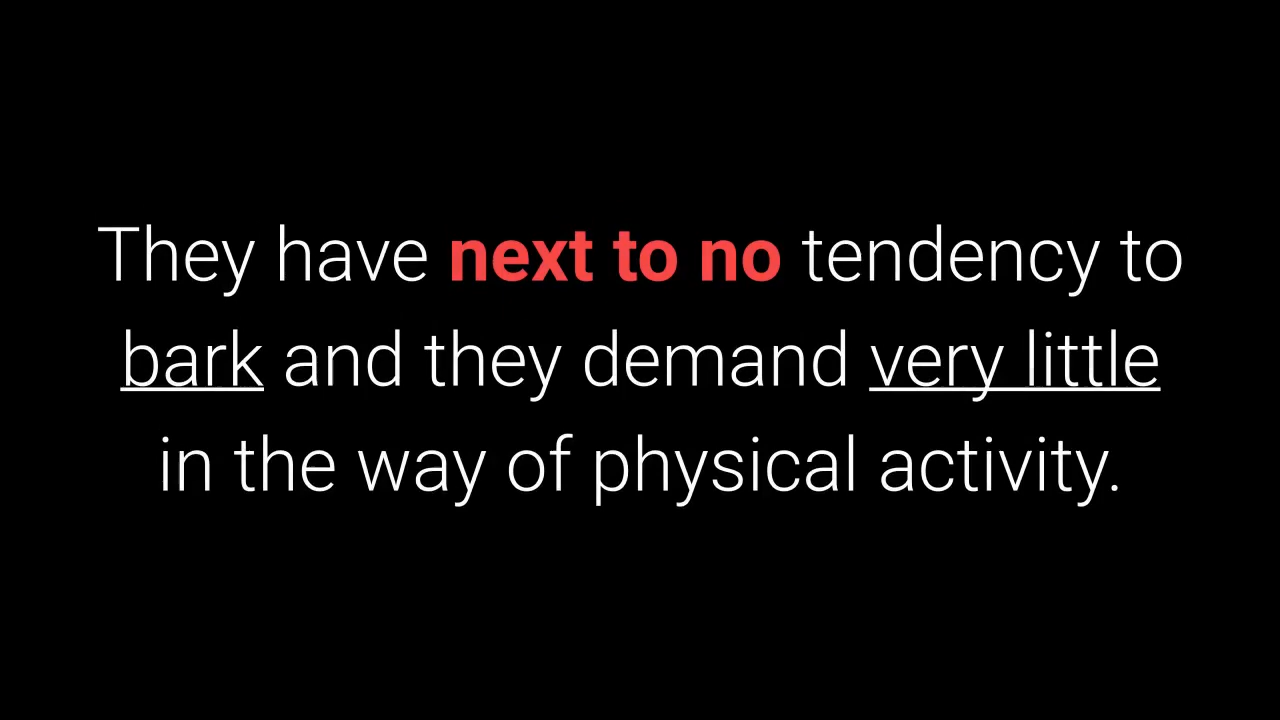 They have next to no tendency to
bark and they demand very little
in the way of physical activity.